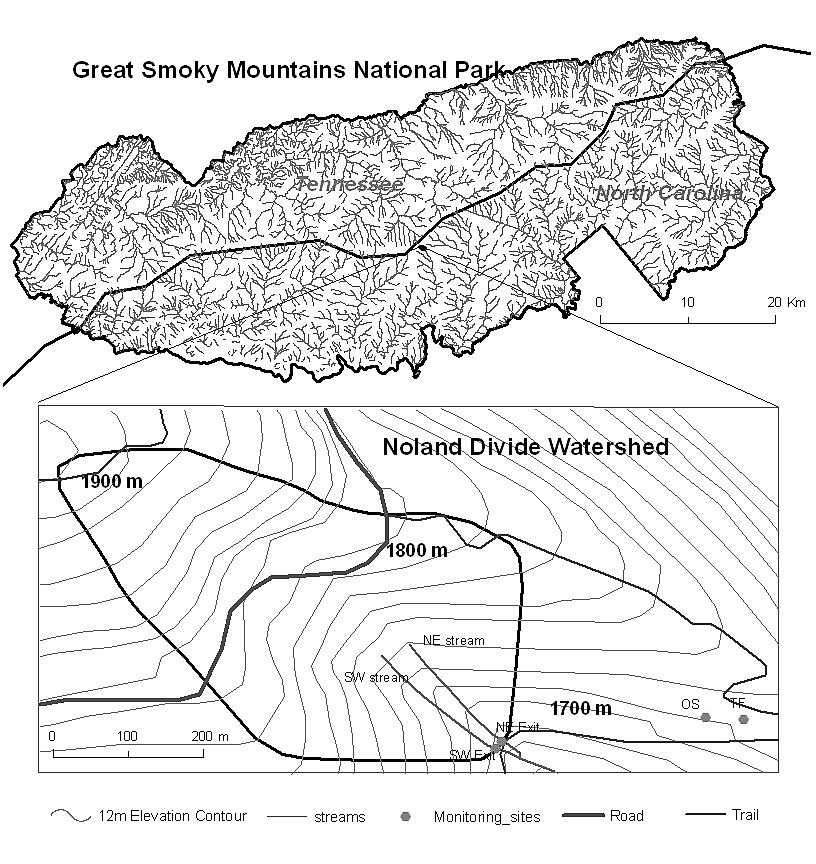 Great Smoky Mountains National Park
Tennessee
North Carolina
0 10 20 Km
Noland Divide Watershed
1900 m
1800 m
NE stream
SW stream
1700 m
OS TF
NE Exit
SW Exit
0 100 200 m
12m Elevation Contour streams Monitoring_sites Road Trail